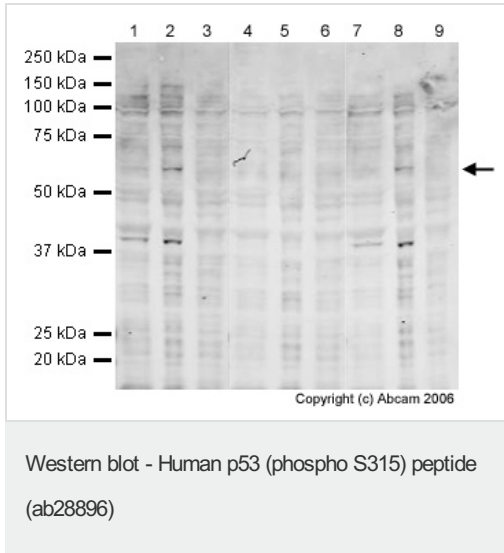 1 2 3 4 5 6 7 8 9
250 kDa
150 kDa
100 kDa
75 kDa
50 kDa
37 kDa
25 kDa
20 kDa
Copyright (c) Abcam 2006
Western blot - Human p53 (phospho S315) peptide
(ab28896)